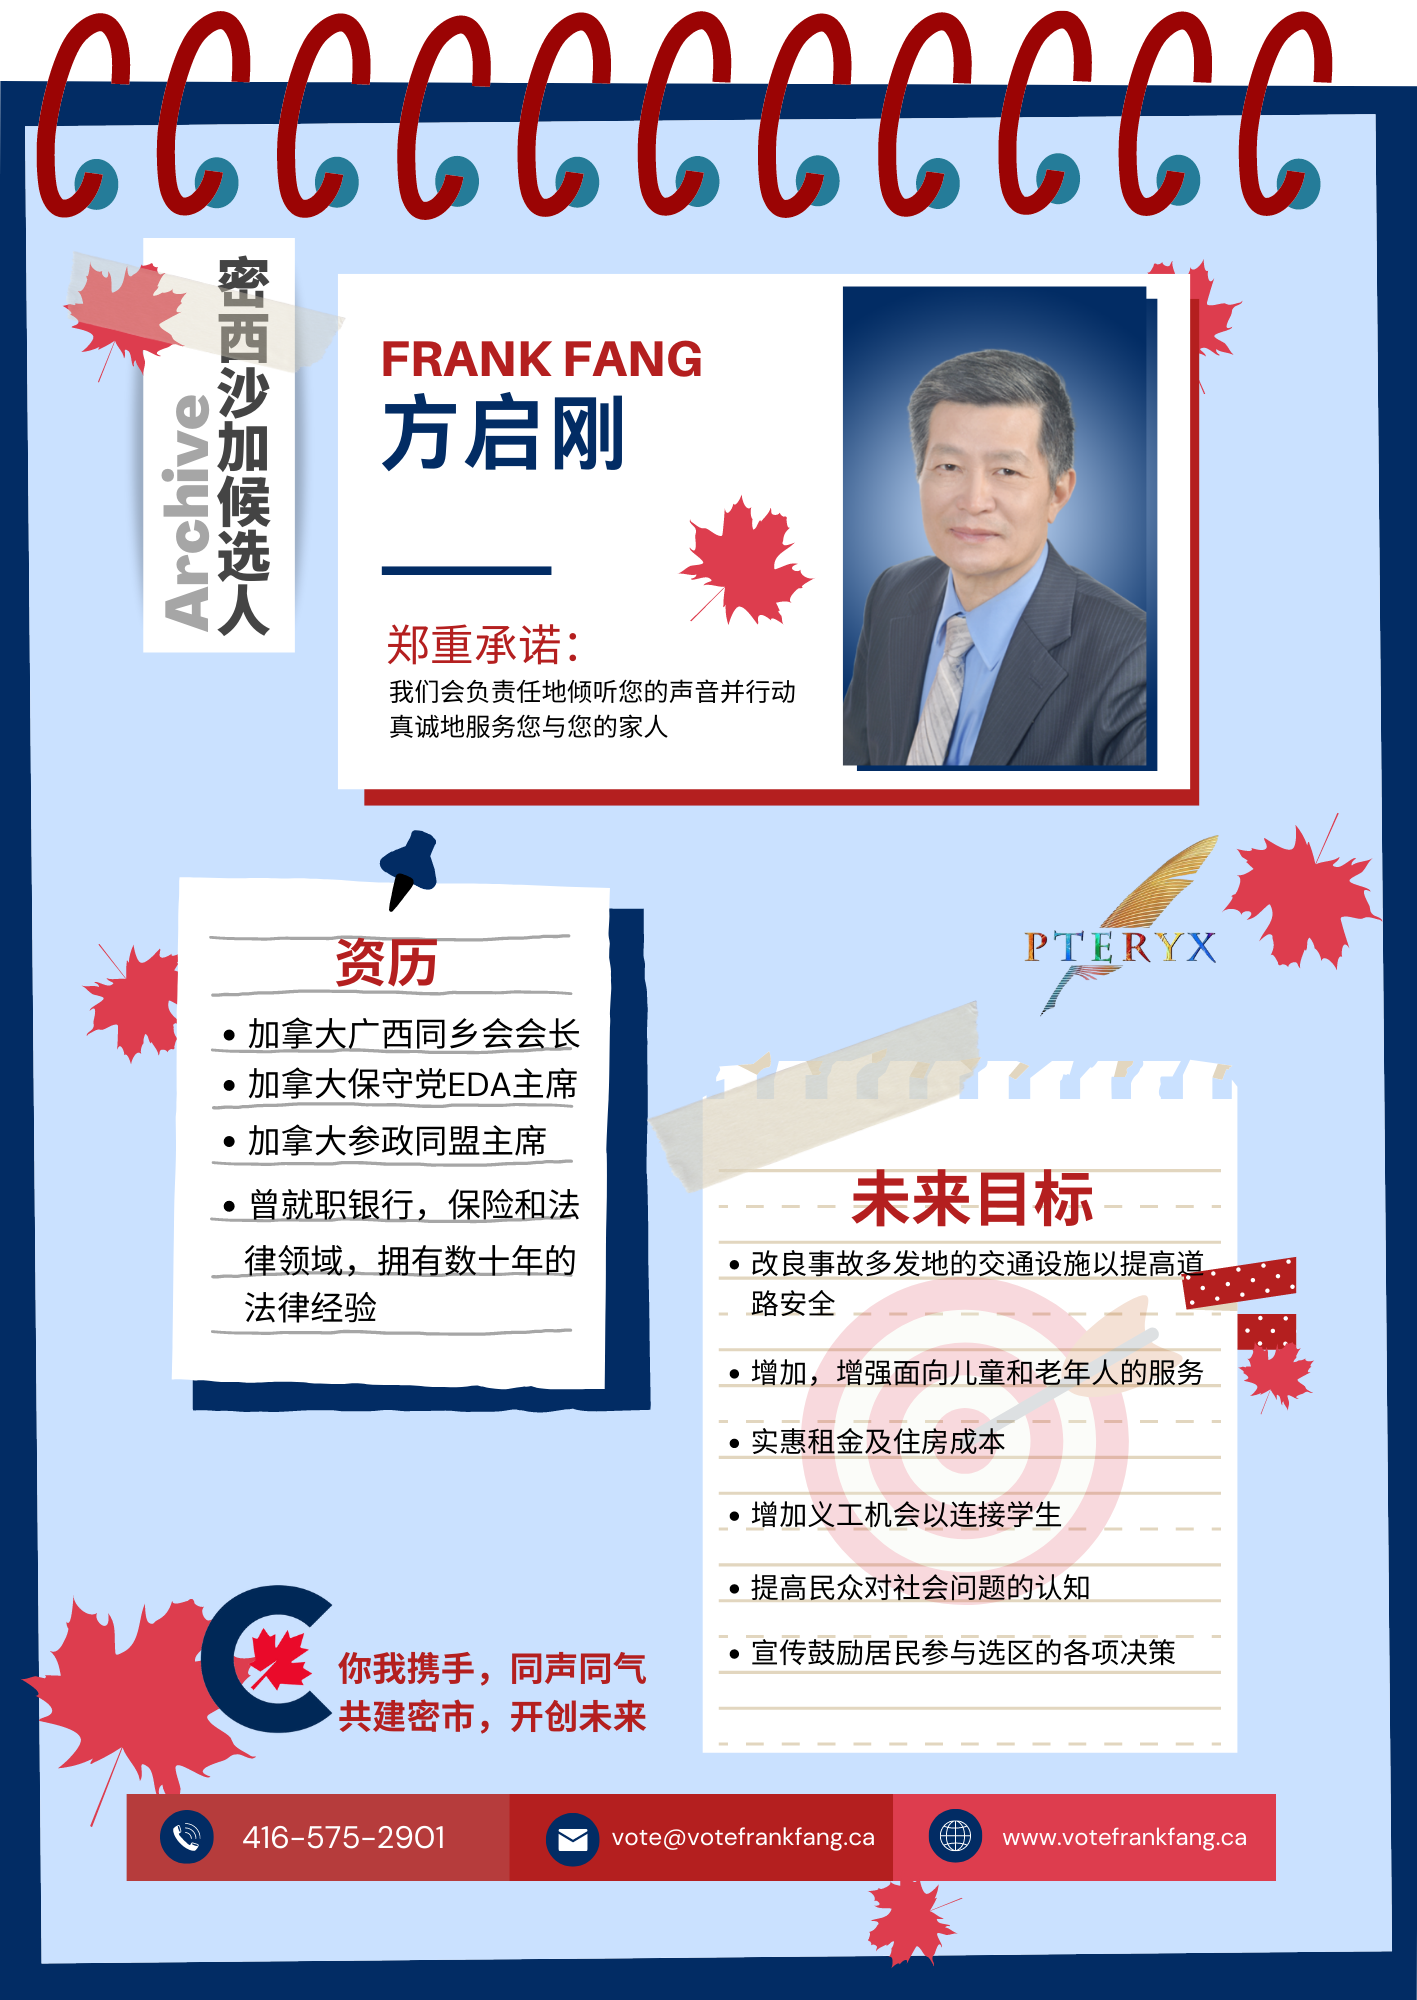 密西沙加候选人
Archive
FRANK FANG
方启刚
郑重承诺：
我们会负责任地倾听您的声音并行动
真诚地服务您与您的家人
PTERYX
资历
• 加拿大广西同乡会会长
• 加拿大保守党EDA主席
• 加拿大参政同盟主席
• 曾就职银行，保险和法
律领域，拥有数十年的
法律经验
未来目标
• 改良事故多发地的交通设施以提高道
路安全
• 增加，增强面向儿童和老年人的服务
• 实惠租金及住房成本
• 增加义工机会以连接学生
• 提高民众对社会问题的认知
• 宣传鼓励居民参与选区的各项决策
你我携手，同声同气
共建密市，开创未来
416-575-2901
vote@votefrankfang.ca
www.votefrankfang.ca